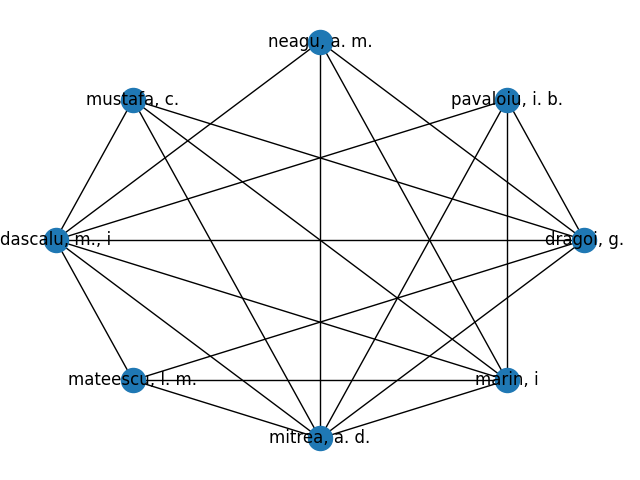 neagu, a. m.
mustafa, c.
pavaloiu, i. b.
dascalu, m., i
dragoi, g.
mateescu, l. m.
marin, i
mitrea, a. d.